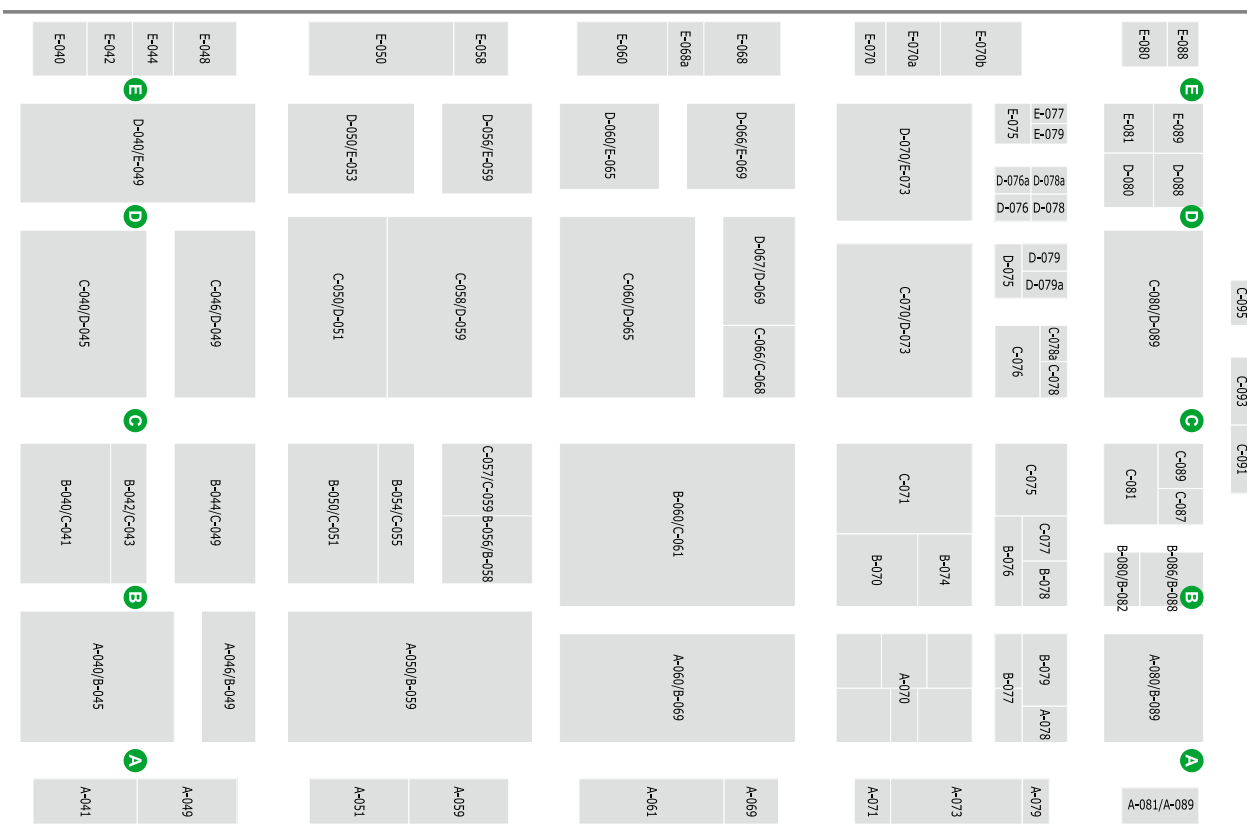 E-040
E-042
E-044
E-048
E-050
E-058
E-060
E-068a
E-068
E-070
E-070a
E-070b
E-080
E-088
E
E
D-040/E-049
D-050/E-053
D-056/E-059
D-060/E-065
D-066/E-069
D-070/E-073
E-075
E-077
E-079
E-081
E-089
D-076a
D-078a
D-076
D-078
D-080
D-088
D
D
C-040/D-045
C-046/D-049
C-050/D-051
C-058/D-059
C-060/D-065
D-067/D-069
C-066/C-068
C-070/D-073
D-075
D-079
D-079a
C-076
C-078a
C-078
C-080/D-089
C-095
C-093
C-091
C
C
B-040/C-041
B-042/C-043
B-044/C-049
B-050/C-051
B-054/C-055
C-057/C-059
B-056/B-058
B-060/C-061
C-071
B-070
B-074
C-075
B-076
C-077
B-078
C-081
C-089
C-087
B-080/B-082
B-086/B-088
B
B
A-040/B-045
A-046/B-049
A-050/B-059
A-060/B-069
A-070
B-077
B-079
A-078
A-080/B-089
A
A
A-041
A-049
A-051
A-059
A-061
A-069
A-071
A-073
A-079
A-081/A-089